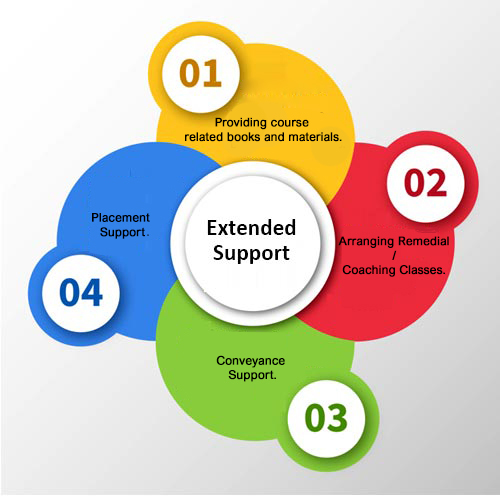 01
Providing course
related books and materials.
02
Arranging Remedial
/
Coaching Classes.
Extended
Support
Placement
Support.
04
Conveyance
Support.
03